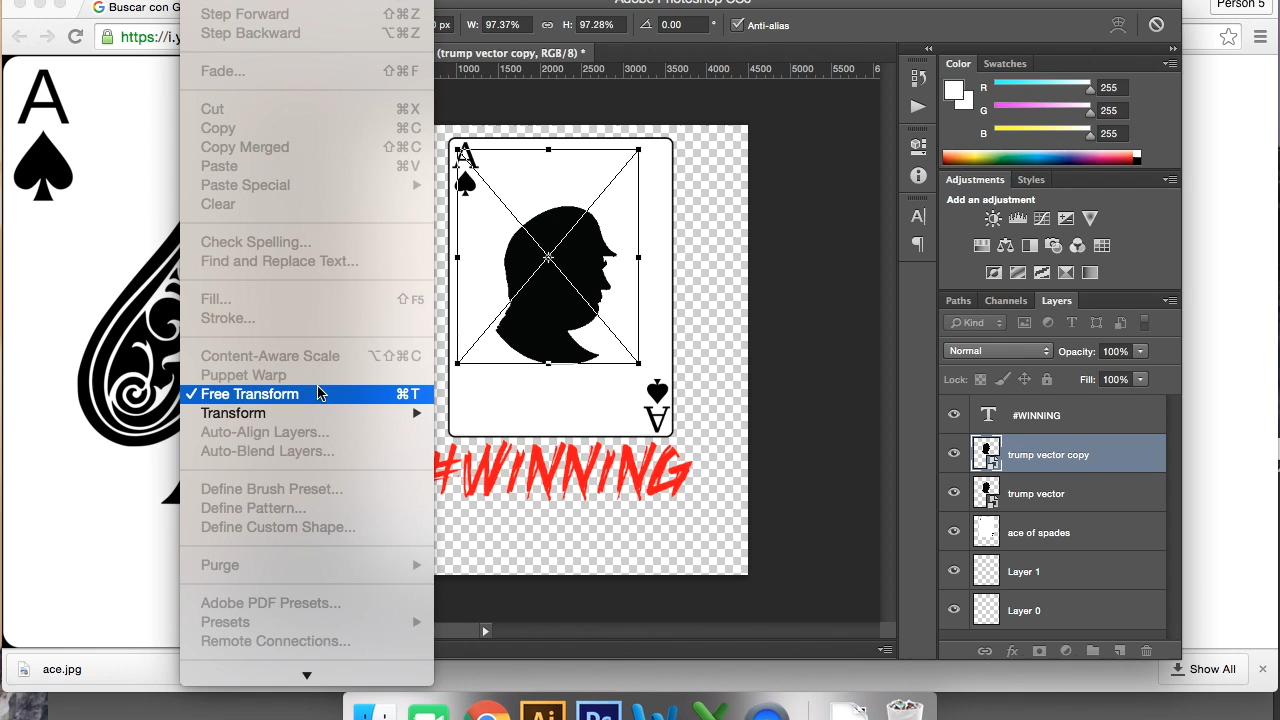 Buscar con G
https://i.y
Person 5
A
Step Forward ⇧⌘Z
Step Backward ⌥⌘Z
Fade... ⇧⌘F
Cut ⌘X
Copy ⌘C
Copy Merged ⇧⌘C
Paste ⌘V
Paste Special
Clear
Check Spelling...
Find and Replace Text...
Fill... ⇧F5
Stroke...
Content-Aware Scale ⌥⇧⌘C
Puppet Warp
✓ Free Transform ⌘T
Transform
Auto-Align Layers...
Auto-Blend Layers...
Define Brush Preset...
Define Pattern...
Define Custom Shape...
Purge
Adobe PDF Presets...
Presets
Remote Connections...
px W: 97.37% H: 97.28% 0.00 ° Anti-alias
(trump vector copy, RGB/8) *
1000 1500 2000 2500 3000 3500 4000 4500 5000 5500 6
A
A
#WINNING
Color Swatches
R 255
G 255
B 255
Adjustments Styles
Add an adjustment
Paths Channels Layers
Kind
Normal Opacity: 100%
Lock: Fill: 100%
T #WINNING
trump vector copy
trump vector
ace of spades
Layer 1
Layer 0
fx
ace.jpg
Show All
Ai Ps